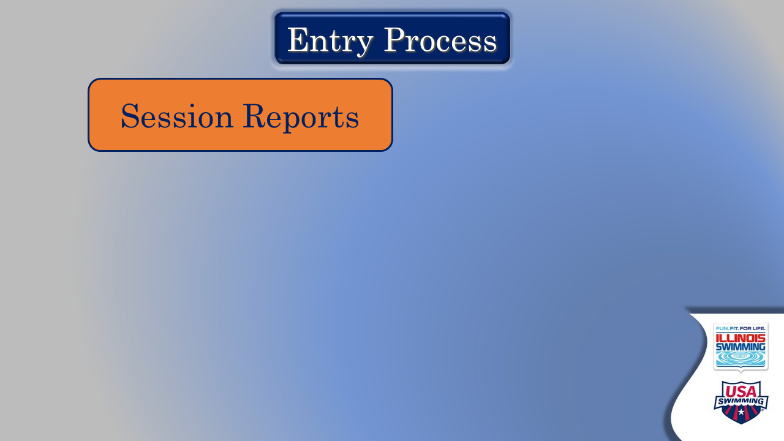 Entry Process
Session Reports
FUN. FIT. FOR LIFE.
ILLINOIS
SWIMMING
USA
SWIMMING